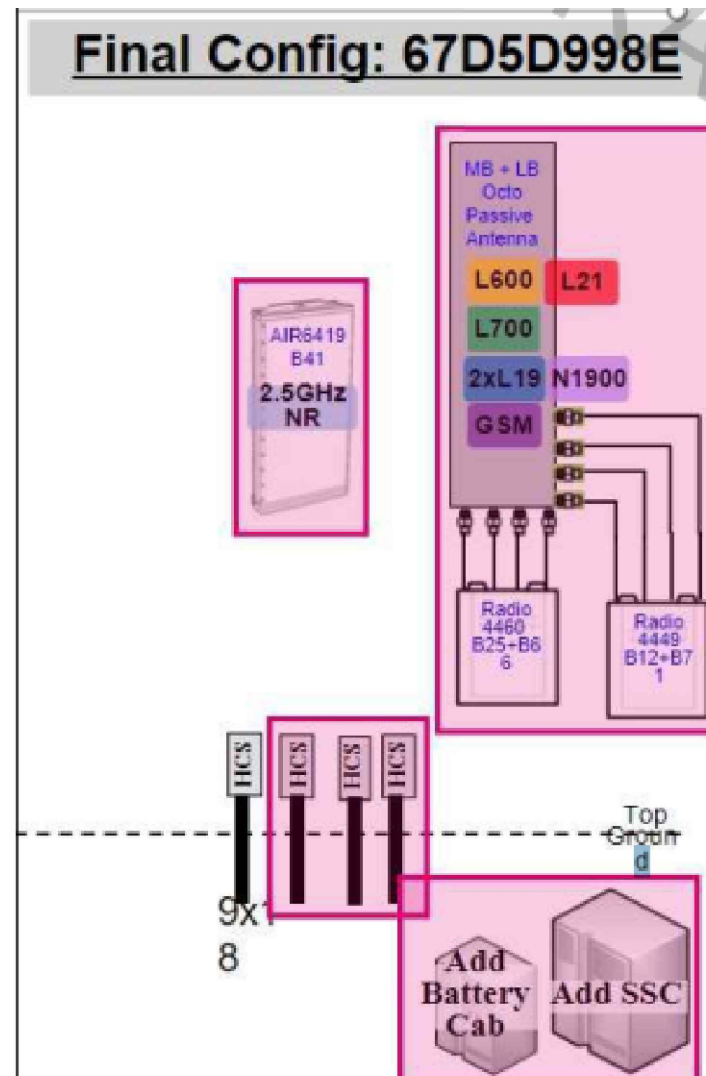 Final Config: 67D5D998E
MB + LB
Octo
Passive
Antenna
L600 L21
L700
2xL19 N1900
GSM
AIR6419
B41
2.5GHz
NR
Radio
4460
B25+B6
6
Radio
4449
B12+B7
1
HCS HCS HCS HCS
Top
Groun
d
9x1
8
Add
Battery
Cab
Add SSC